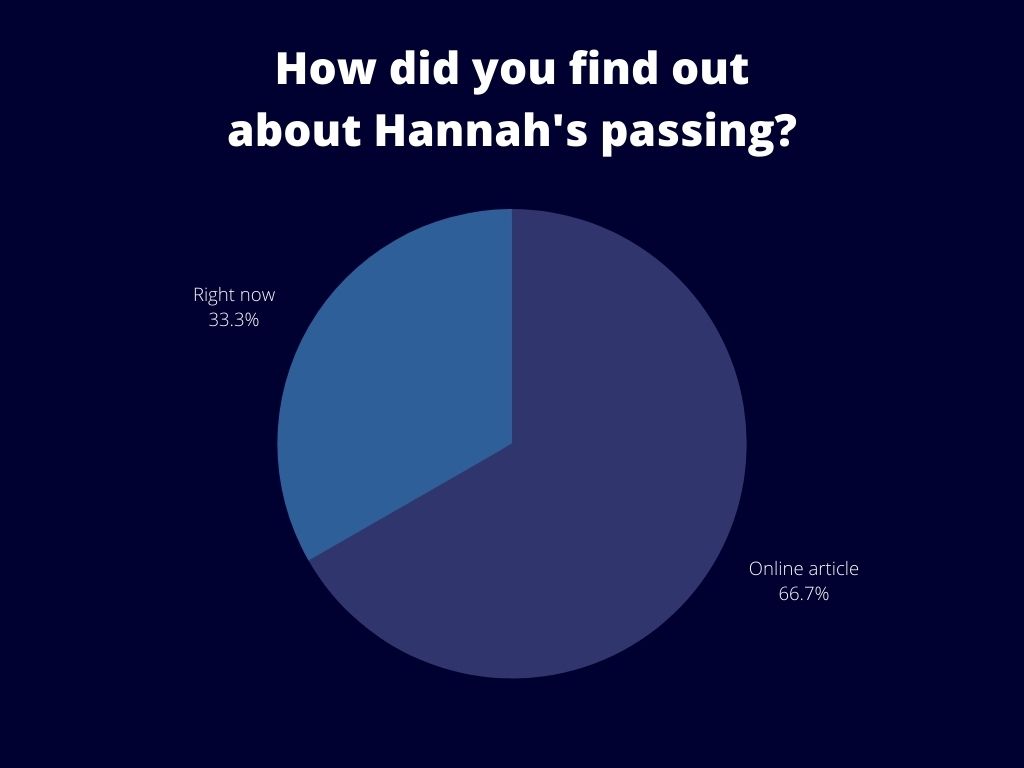 How did you find out
about Hannah's passing?
Right now
33.3%
Online article
66.7%